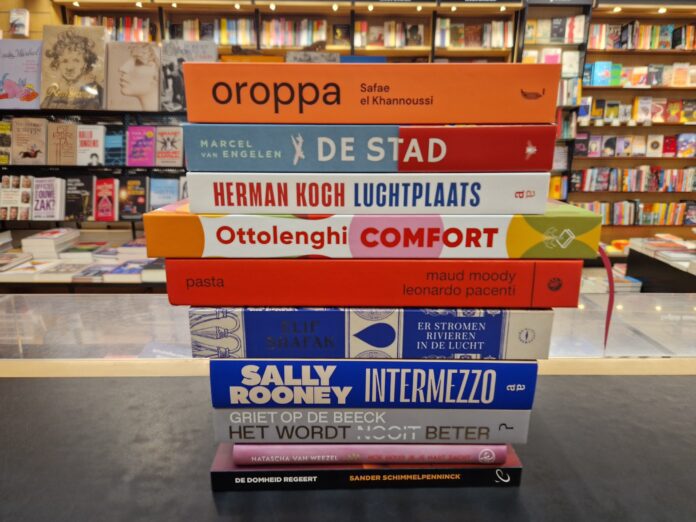 oroppa
Safae
el Khannoussi
MARCEL
VAN ENGELEN
DE STAD
HERMAN KOCH LUCHTPLAATS
Ottolenghi COMFORT
pasta
maud moody
leonardo pacenti
ELIF
SHAFAK
ER STROMEN
RIVIEREN
IN DE LUCHT
SALLY
ROONEY
INTERMEZZO
GRIET OP DE BEECK
HET WORDT NOOIT BETER
NATASCHA VAN WEEZEL
DE DOMHEID REGEERT
SANDER SCHIMMELPENNINCK
oroppa